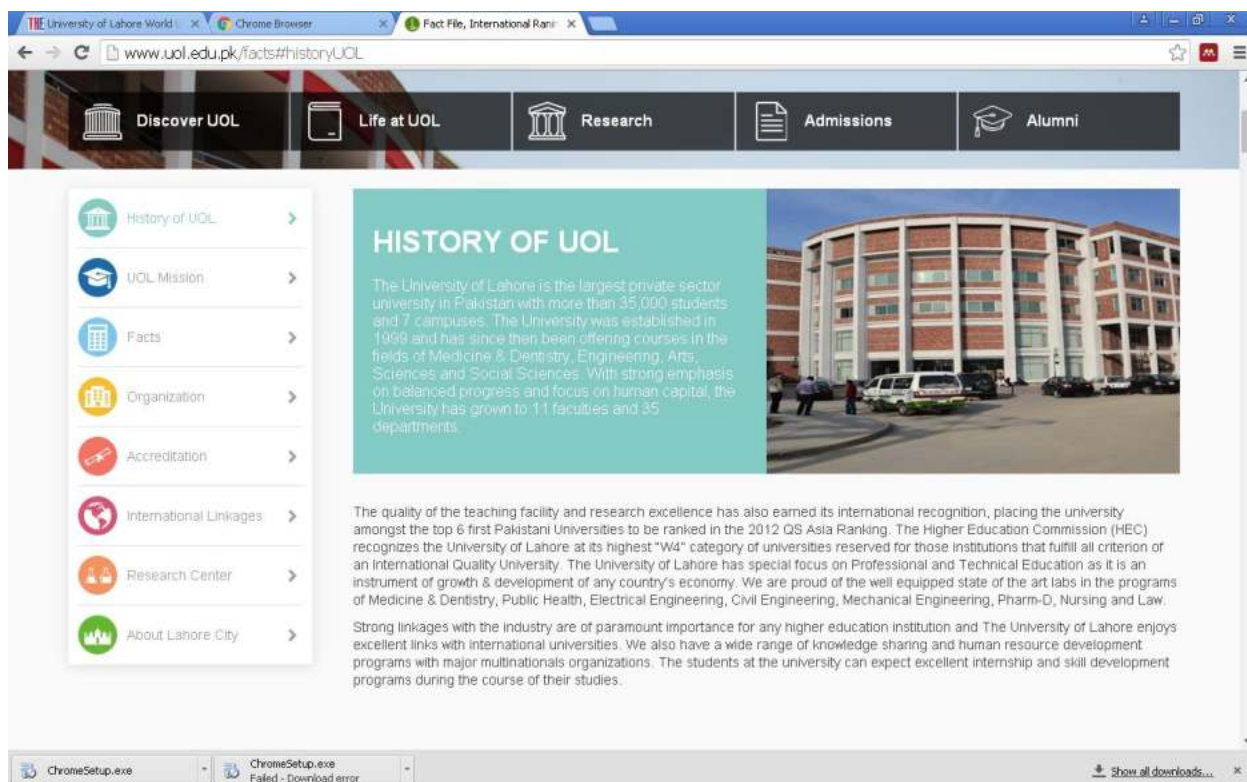 THE University of Lahore World
Chrome Browser
Fact File, International Rani
www.uol.edu.pk/facts#historyUOL
Discover UOL
Life at UOL
Research
Admissions
Alumni
History of UOL
UOL Mission
Facts
Organization
Accreditation
International Linkages
Research Center
About Lahore City
HISTORY OF UOL
The University of Lahore is the largest private sector
university in Pakistan with more than 35,000 students
and 7 campuses. The University was established in
1999 and has since then been offering courses in the
fields of Medicine & Dentistry, Engineering, Arts,
Sciences and Social Sciences. With strong emphasis
on balanced progress and focus on human capital, the
University has grown to 11 faculties and 35
departments.
The quality of the teaching facility and research excellence has also earned its international recognition, placing the university
amongst the top 6 first Pakistani Universities to be ranked in the 2012 QS Asia Ranking. The Higher Education Commission (HEC)
recognizes the University of Lahore at its highest "W4" category of universities reserved for those institutions that fulfill all criterion of
an International Quality University. The University of Lahore has special focus on Professional and Technical Education as it is an
instrument of growth & development of any country's economy. We are proud of the well equipped state of the art labs in the programs
of Medicine & Dentistry, Public Health, Electrical Engineering, Civil Engineering, Mechanical Engineering, Pharm-D, Nursing and Law.
Strong linkages with the industry are of paramount importance for any higher education institution and The University of Lahore enjoys
excellent links with international universities. We also have a wide range of knowledge sharing and human resource development
programs with major multinationals organizations. The students at the university can expect excellent internship and skill development
programs during the course of their studies.
ChromeSetup.exe
ChromeSetup.exe
Failed - Download error
Show all downloads...